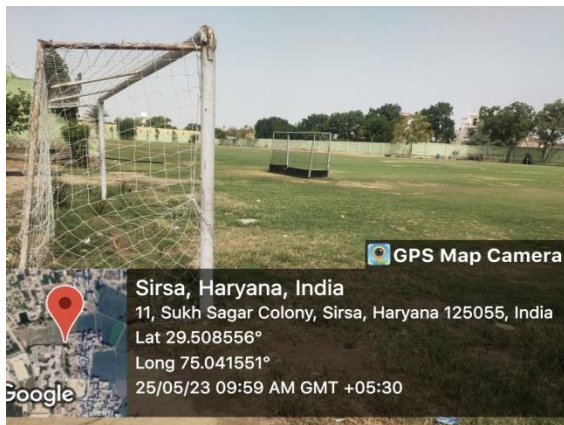 GPS Map Camera
Sirsa, Haryana, India
11, Sukh Sagar Colony, Sirsa, Haryana 125055, India
Lat 29.508556°
Long 75.041551°
25/05/23 09:59 AM GMT +05:30
Google